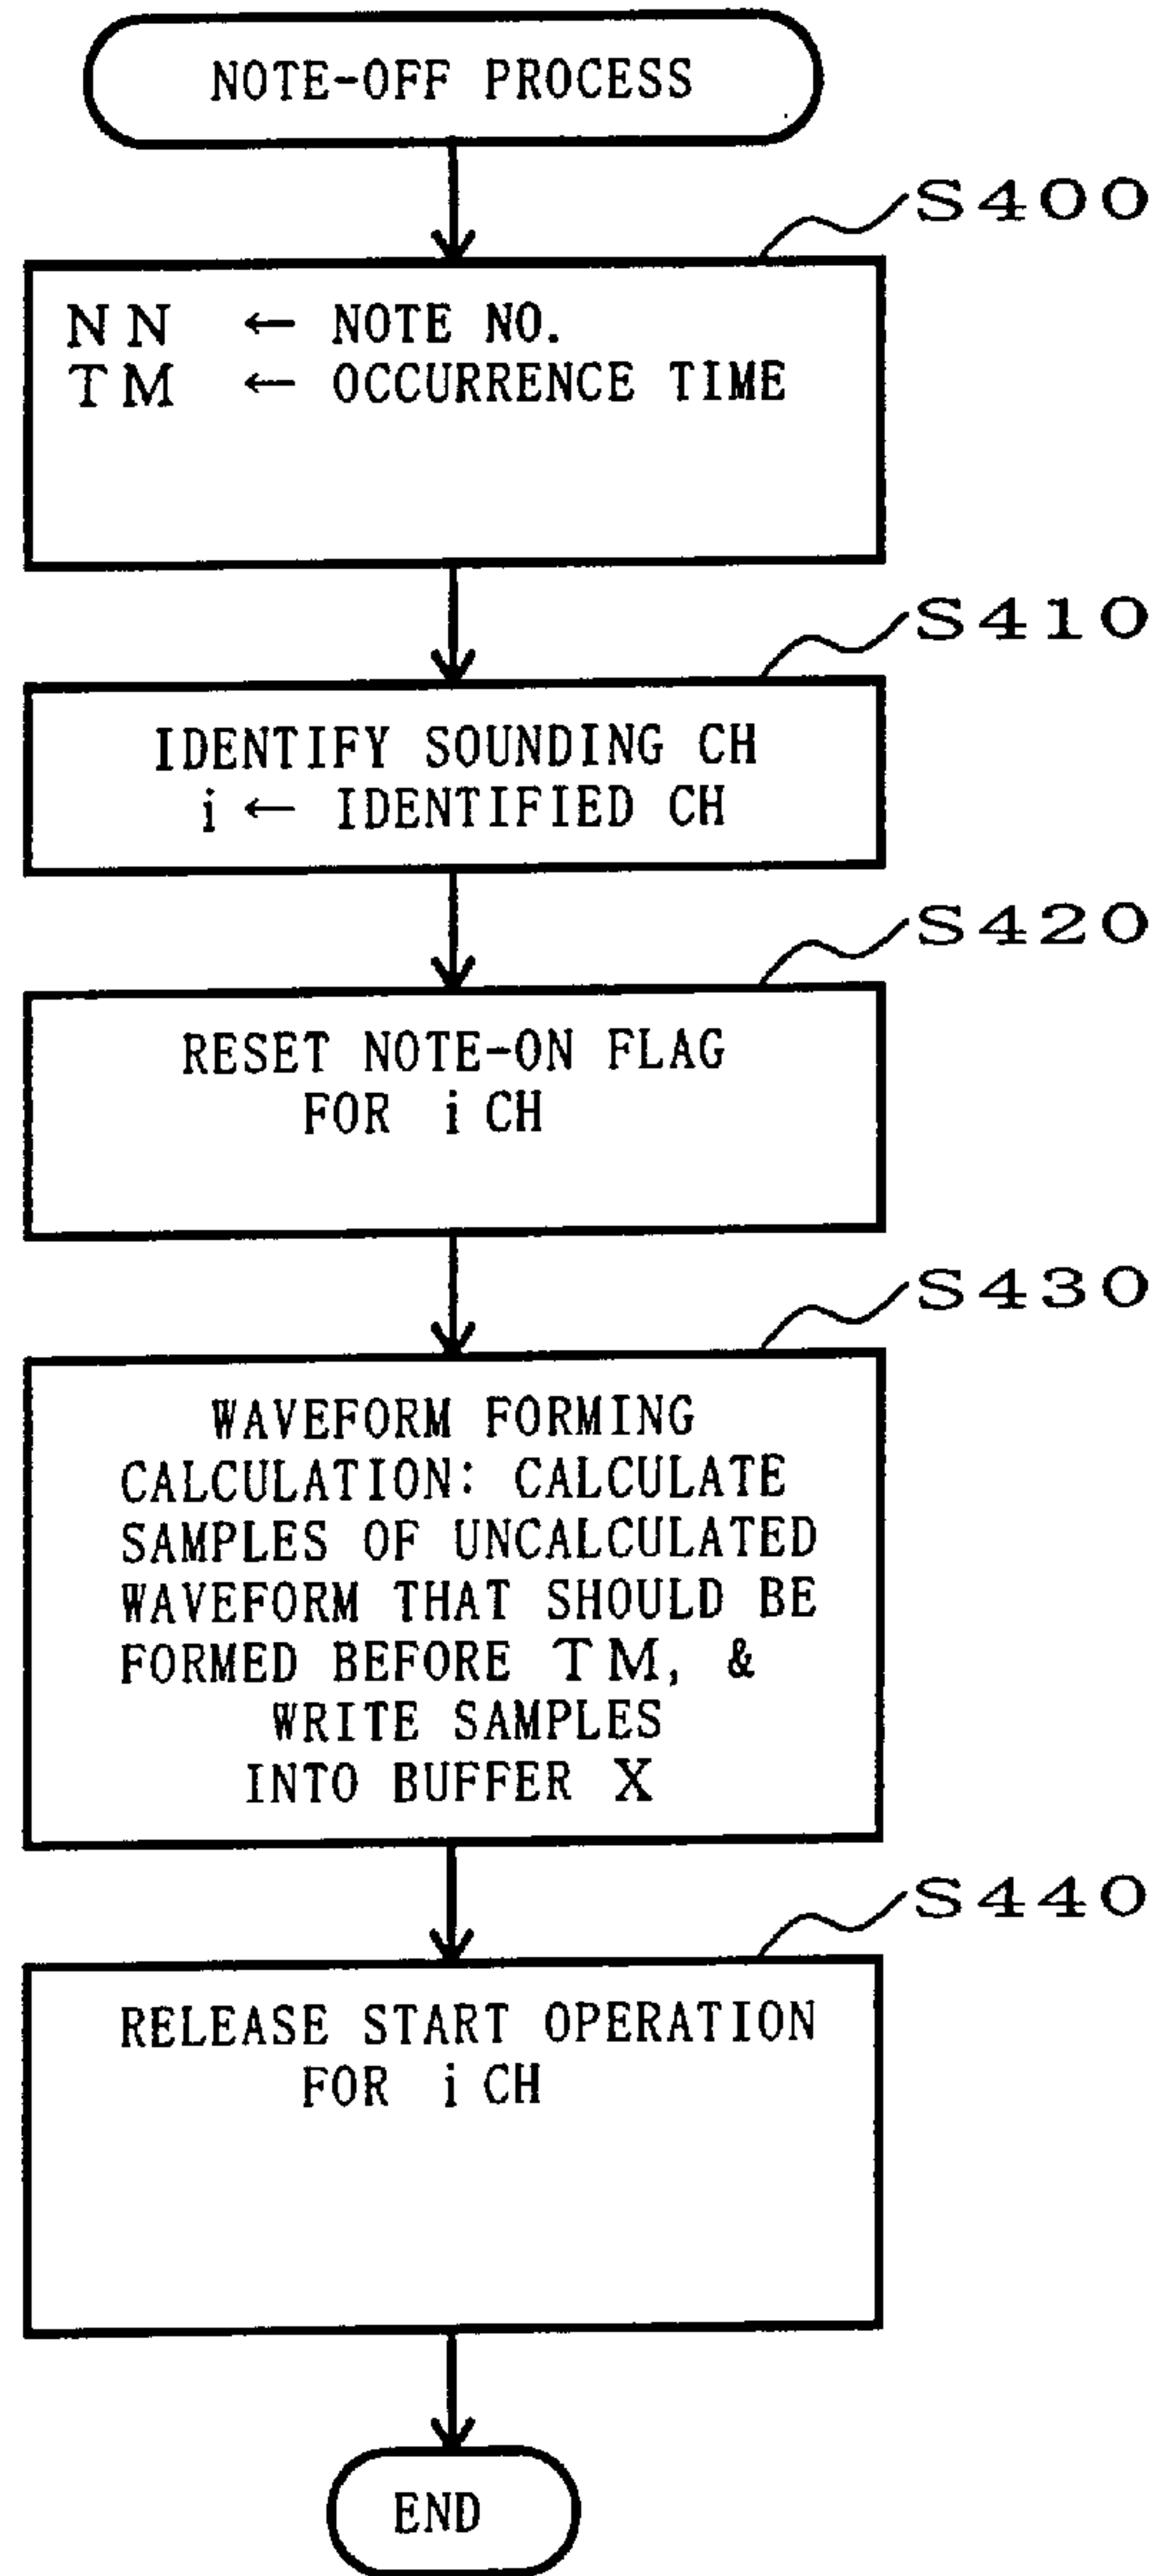 NOTE-OFF PROCESS
S400
NN ← NOTE NO.
TM ← OCCURRENCE TIME
S410
IDENTIFY SOUNDING CH
i ← IDENTIFIED CH
S420
RESET NOTE-ON FLAG
FOR i CH
S430
WAVEFORM FORMING
CALCULATION: CALCULATE
SAMPLES OF UNCALCULATED
WAVEFORM THAT SHOULD BE
FORMED BEFORE TM, &
WRITE SAMPLES
INTO BUFFER X
S440
RELEASE START OPERATION
FOR i CH
END